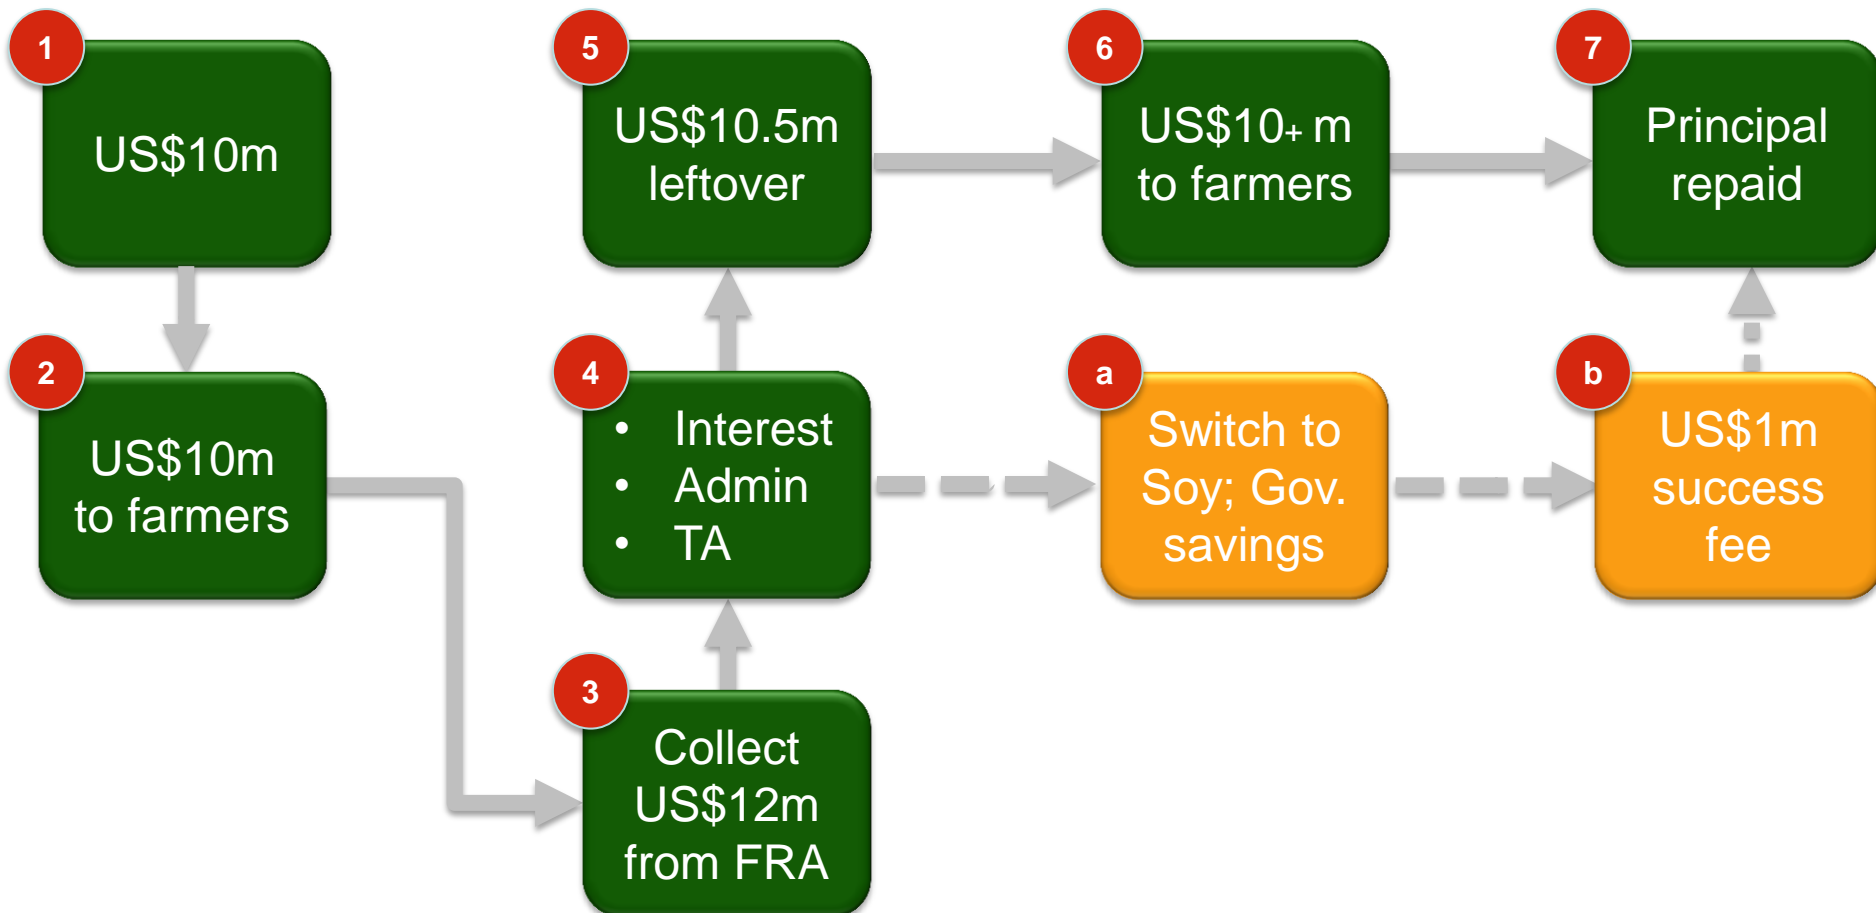 1
US$10m
2
US$10m
to farmers
3
Collect
US$12m
from FRA
4
• Interest
• Admin
• TA
5
US$10.5m
leftover
6
US$10+ m
to farmers
7
Principal
repaid
a
Switch to
Soy; Gov.
savings
b
US$1m
success
fee